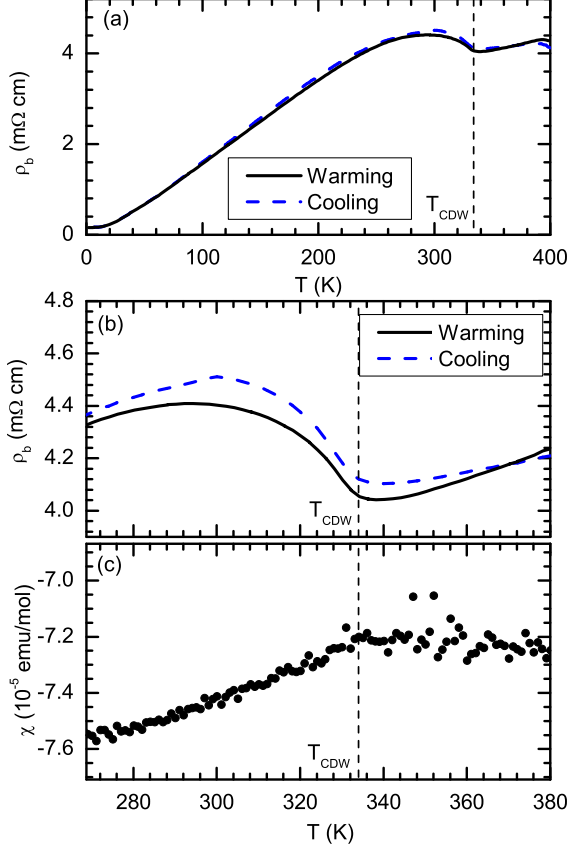 (a)
4
2
0
ρb (mΩ cm)
Warming
Cooling
TCDW
0 100 200 300 400
T (K)
(b)
4.8
4.6
4.4
4.2
4.0
ρb (mΩ cm)
Warming
Cooling
TCDW
(c)
-7.0
-7.2
-7.4
-7.6
χ (10-5 emu/mol)
TCDW
280 300 320 340 360 380
T (K)